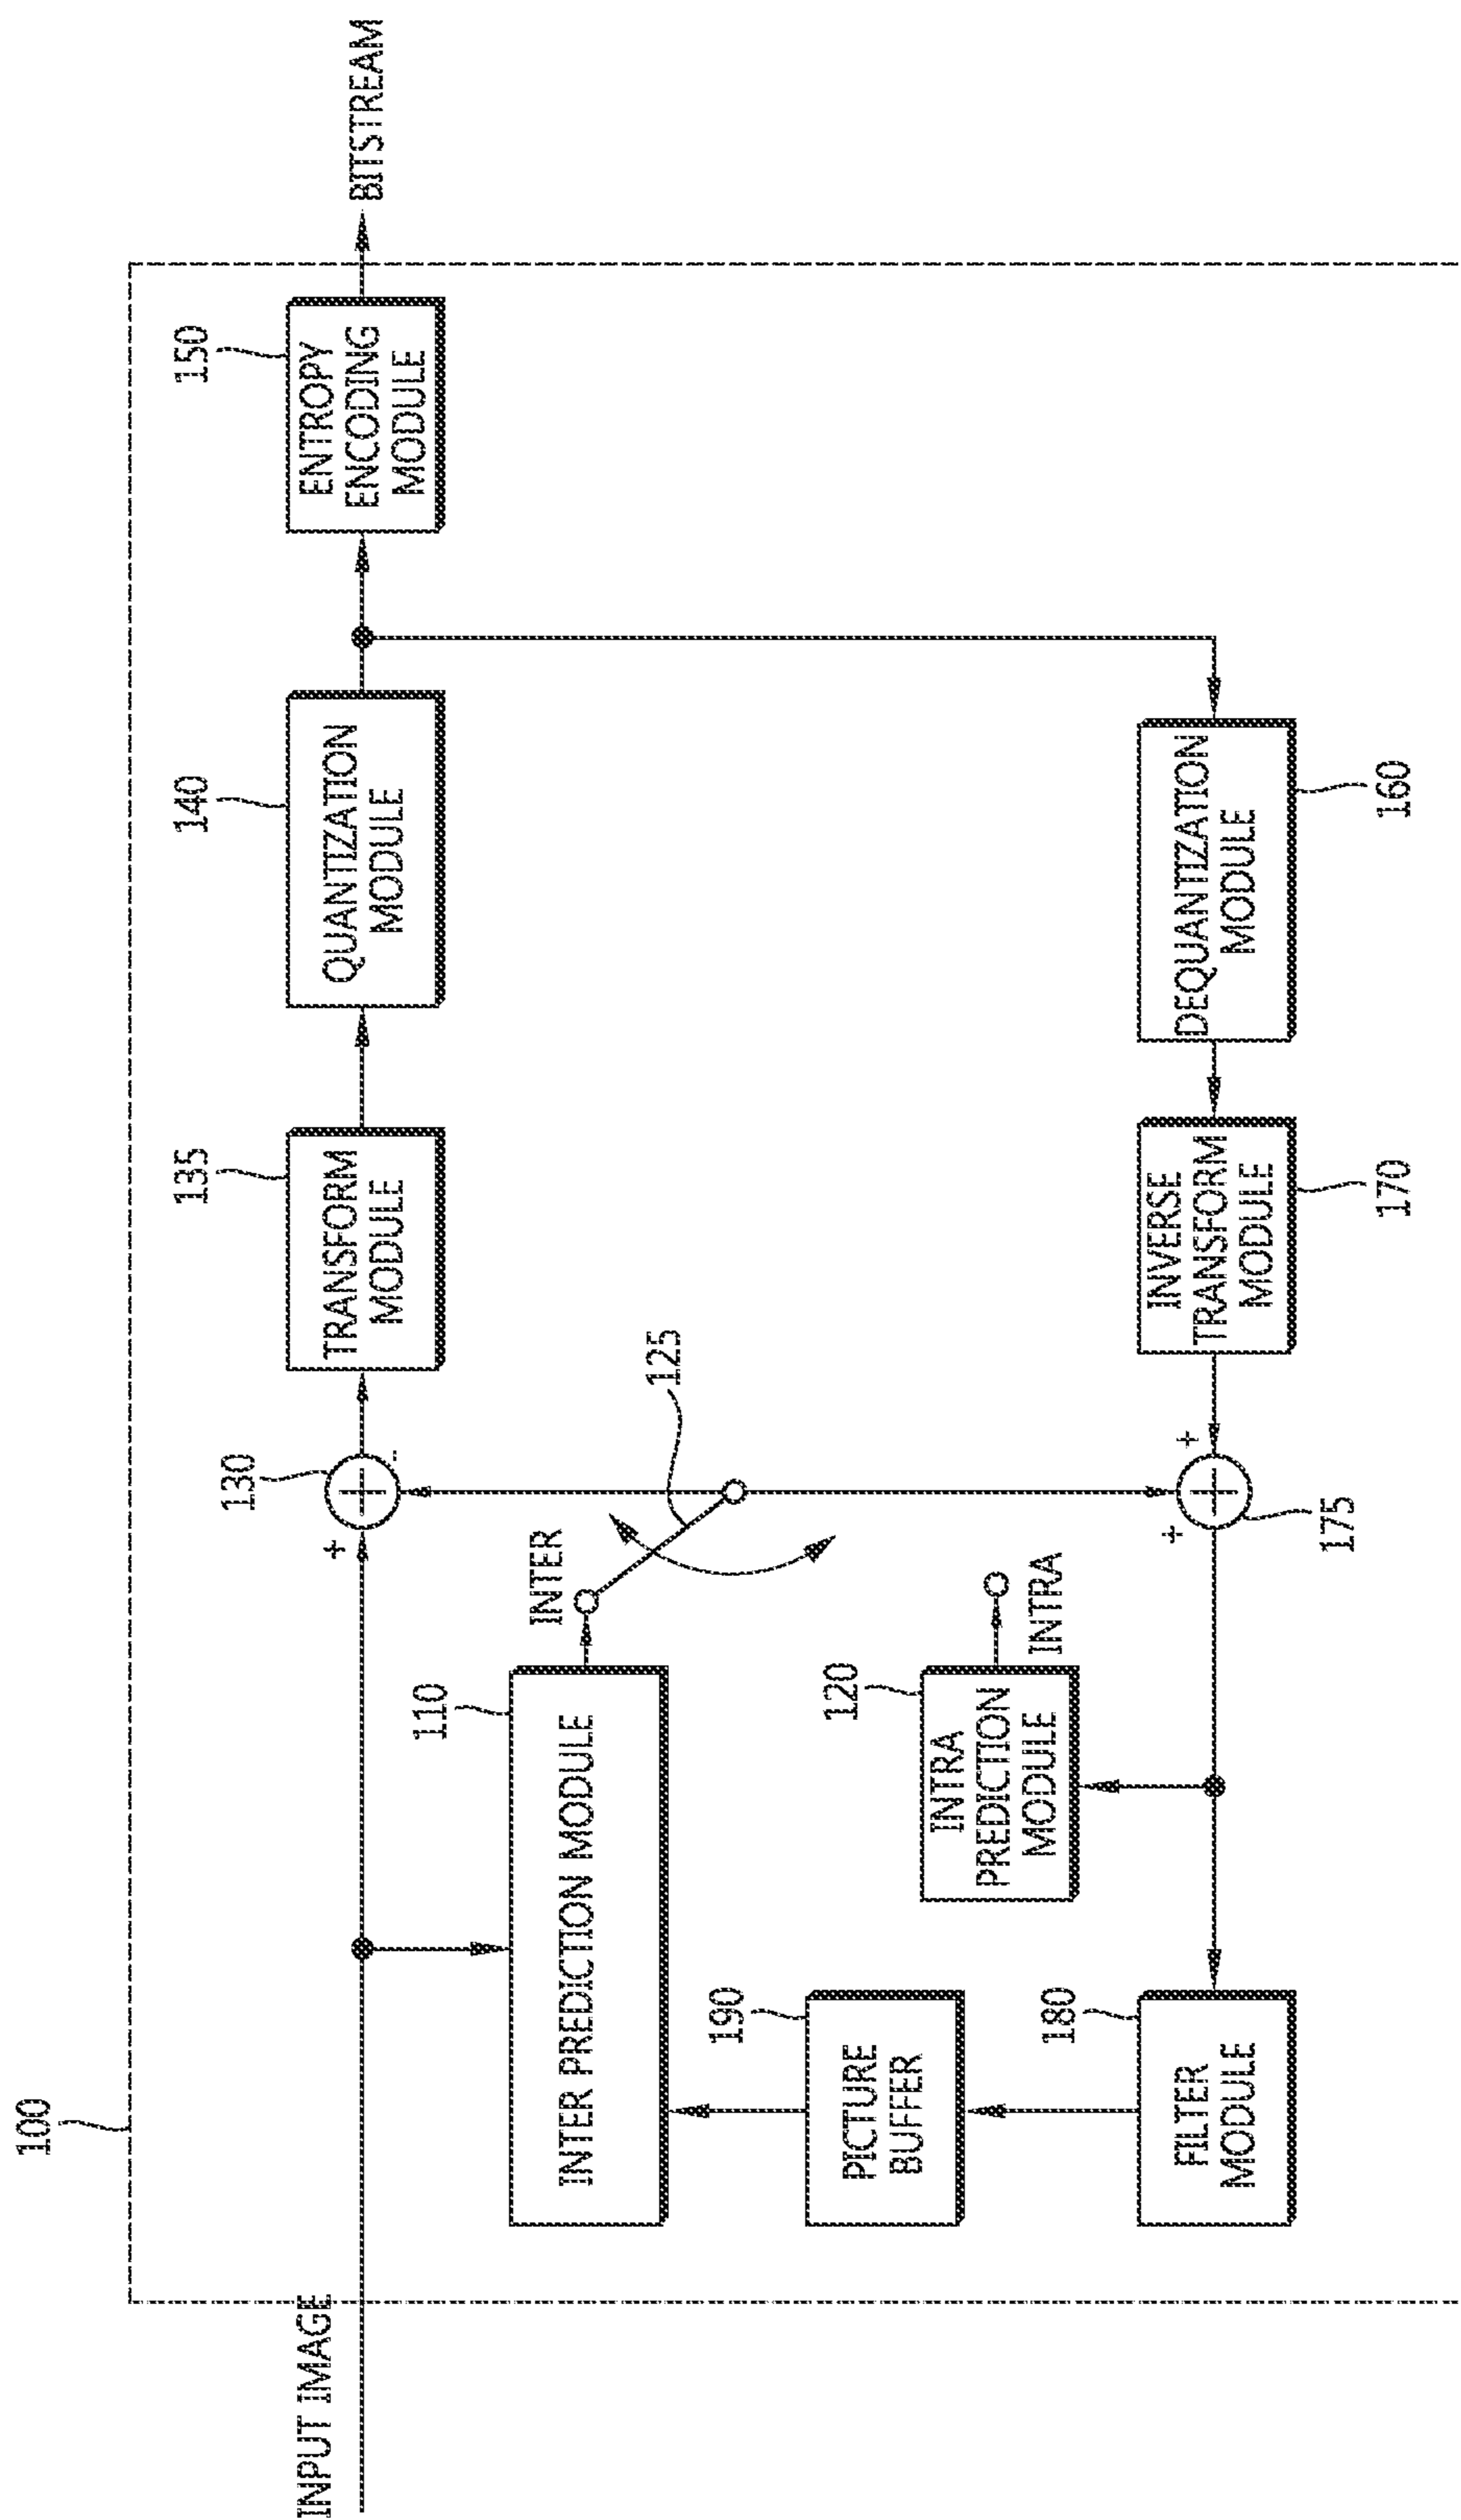 100
INPUT IMAGE
+
130
-
135
TRANSFORM
MODULE
140
QUANTIZATION
MODULE
150
ENTROPY
ENCODING
MODULE
BITSTREAM
110
INTER PREDICTION MODULE
INTER
125
190
PICTURE
BUFFER
120
INTRA
PREDICTION
MODULE
INTRA
180
FILTER
MODULE
+
+
175
INVERSE
TRANSFORM
MODULE
170
DEQUANTIZATION
MODULE
160